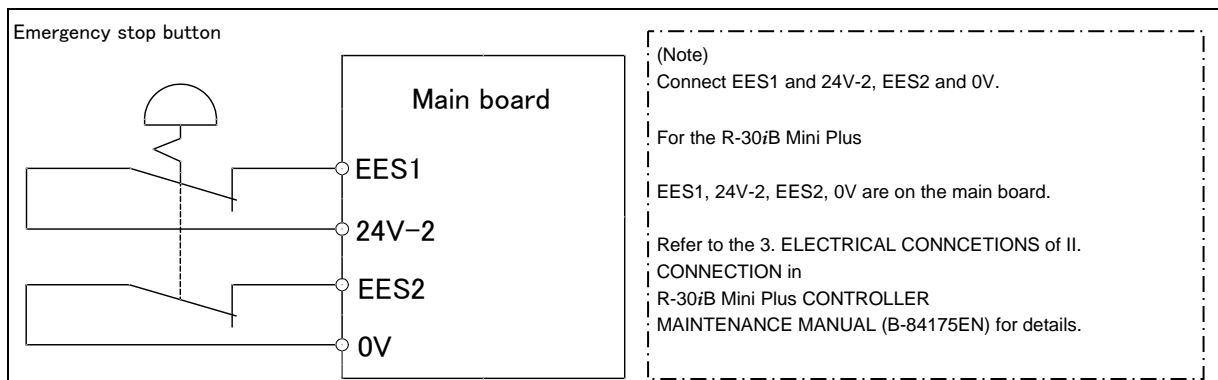 Emergency stop button
Main board
EES1
24V-2
EES2
0V
(Note)
Connect EES1 and 24V-2, EES2 and 0V.
For the R-30iB Mini Plus
EES1, 24V-2, EES2, 0V are on the main board.
Refer to the 3. ELECTRICAL CONNCETIONS of II.
CONNECTION in
R-30iB Mini Plus CONTROLLER
MAINTENANCE MANUAL (B-84175EN) for details.